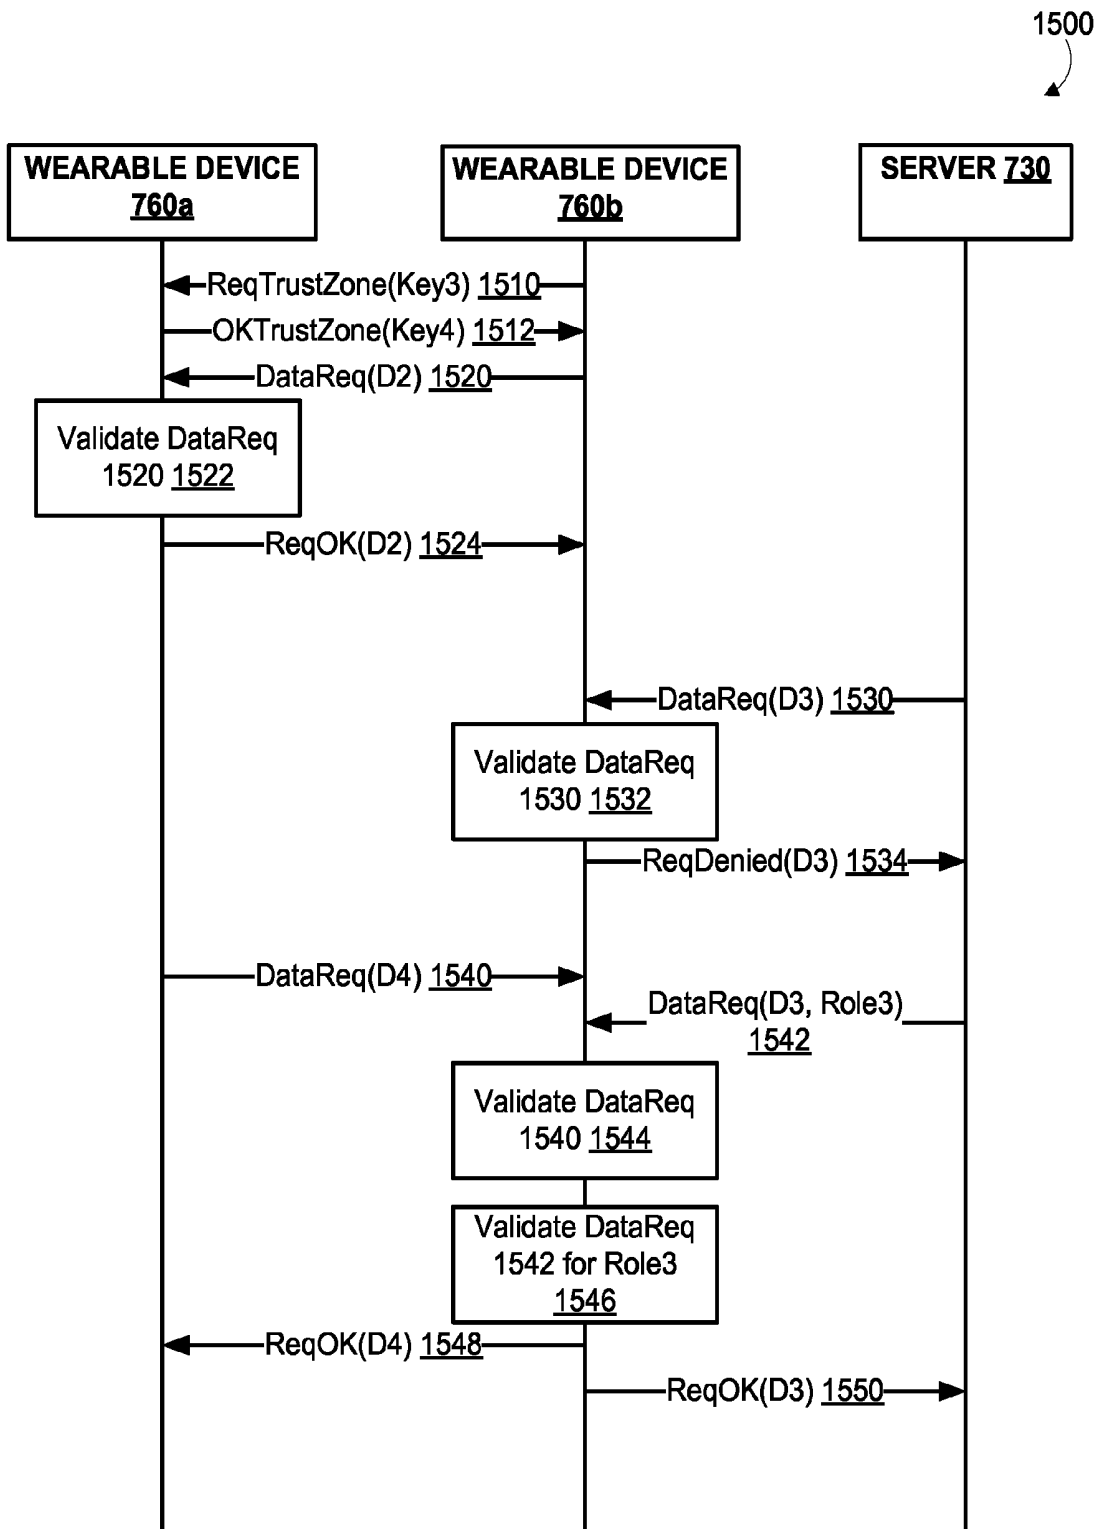 1500
WEARABLE DEVICE
760a
WEARABLE DEVICE
760b
SERVER 730
ReqTrustZone(Key3) 1510
OKTrustZone(Key4) 1512
DataReq(D2) 1520
Validate DataReq
1520 1522
ReqOK(D2) 1524
DataReq(D3) 1530
Validate DataReq
1530 1532
ReqDenied(D3) 1534
DataReq(D4) 1540
DataReq(D3, Role3)
1542
Validate DataReq
1540 1544
Validate DataReq
1542 for Role3
1546
ReqOK(D4) 1548
ReqOK(D3) 1550